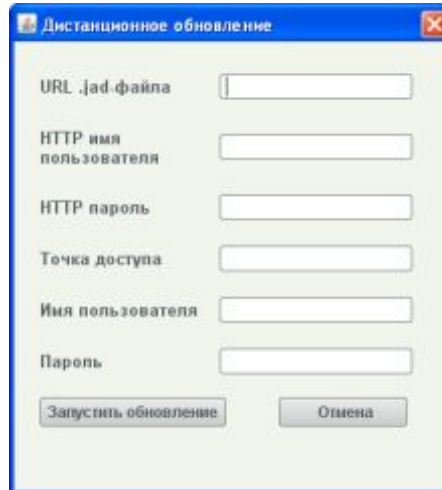 Дистанционное обновление
URL .jad-файла
HTTP имя
пользователя
HTTP пароль
Точка доступа
Имя пользователя
Пароль
Запустить обновление
Отмена